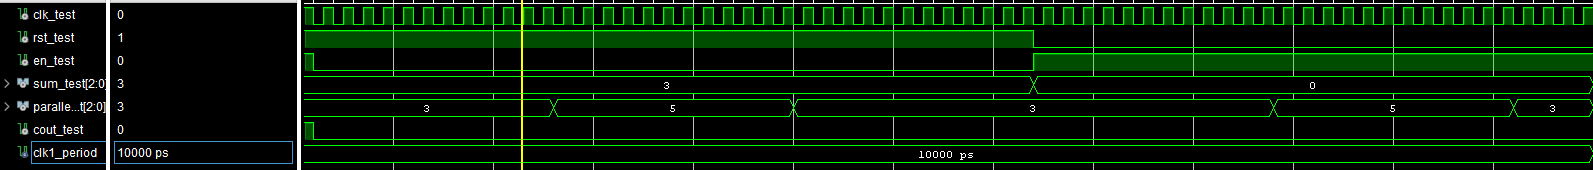 clk_test 0
rst_test 1
en_test 0
sum_test[2:0] 3 3 0
paralle...t[2:0] 3 3 5 3 5 3
cout_test 0
clk1_period 10000 ps 10000 ps